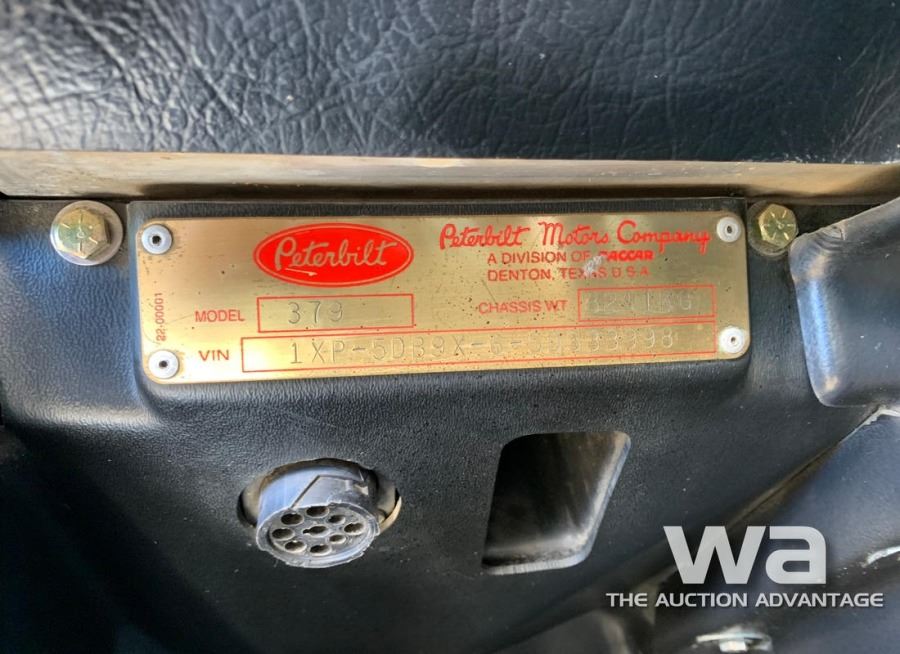 Peterbilt
Peterbilt Motors Company
A DIVISION OF PACCAR
DENTON, TEXAS U.S.A.
MODEL 379
CHASSIS WT
VIN
22-00001
wa
THE AUCTION ADVANTAGE